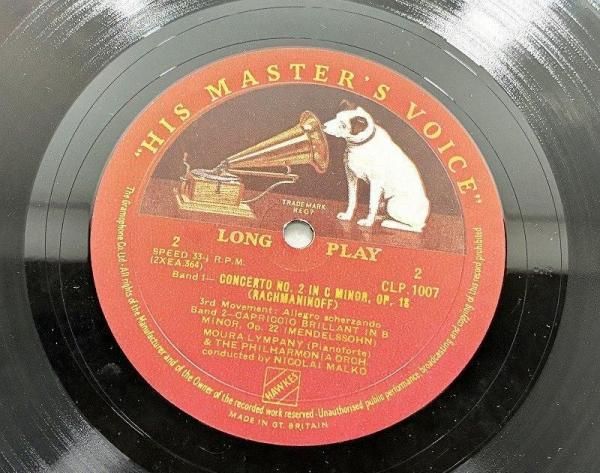 "HIS MASTER'S VOICE"
TRADE MARK
REGD
LONG PLAY
2
SPEED 33⅓ R.P.M.
(2XEA.364)
2
CLP. 1007
Band 1— CONCERTO NO. 2 IN C MINOR, OP. 18
(RACHMANINOFF)
3rd Movement: Allegro scherzando
Band 2—CAPRICCIO BRILLANT IN B
MINOR, Op. 22 (MENDELSSOHN)
MOURA LYMPANY (Pianoforte)
& THE PHILHARMONIA ORCH.
conducted by NICOLAI MALKO
HAWKES
The Gramophone Co. Ltd. All rights of the Manufacturer and of the Owner of the recorded work reserved · Unauthorised public performance, broadcasting and copying of this record prohibited
MADE IN GT. BRITAIN